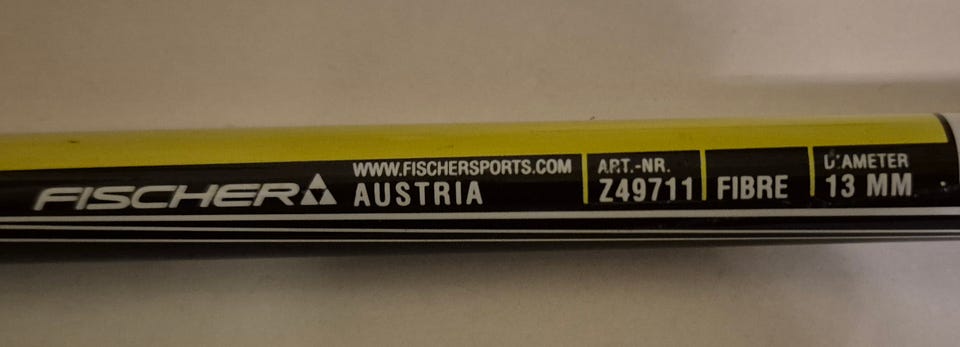 FISCHER
WWW.FISCHERSPORTS.COM
AUSTRIA
ART.-NR.
Z49711
FIBRE
DIAMETER
13 MM